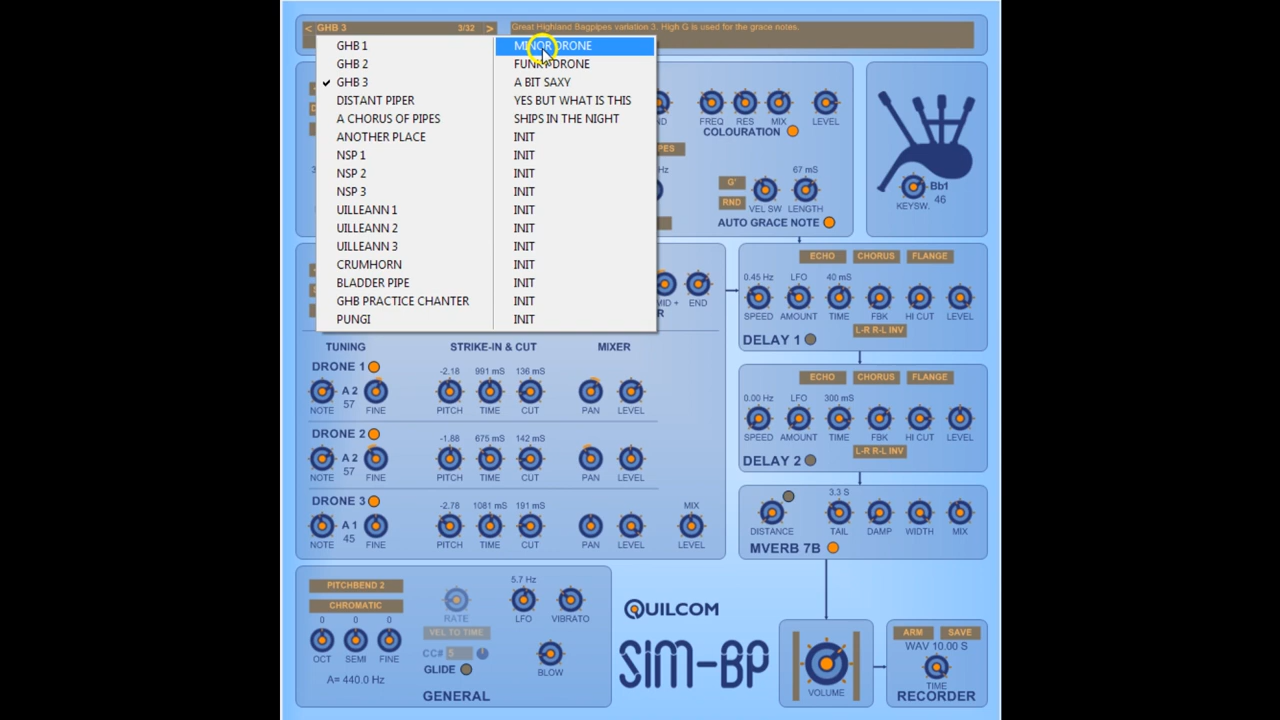 < GHB 3 3/32 >
Great Highland Bagpipes variation 3. High G is used for the grace notes.
GHB 1
GHB 2
GHB 3
DISTANT PIPER
A CHORUS OF PIPES
ANOTHER PLACE
NSP 1
NSP 2
NSP 3
UILLEANN 1
UILLEANN 2
UILLEANN 3
CRUMHORN
BLADDER PIPE
GHB PRACTICE CHANTER
PUNGI
MINOR DRONE
FUNKY DRONE
A BIT SAXY
YES BUT WHAT IS THIS
SHIPS IN THE NIGHT
INIT
INIT
INIT
INIT
INIT
INIT
INIT
INIT
INIT
INIT
INIT
FREQ RES MIX LEVEL
COLOURATION
G' 67 mS
RND VEL SW LENGTH
AUTO GRACE NOTE
Bb1
KEYSW. 46
MID + END
ECHO CHORUS FLANGE
0.45 Hz LFO 40 mS
SPEED AMOUNT TIME FBK HI CUT LEVEL
L-R R-L INV
DELAY 1
ECHO CHORUS FLANGE
0.00 Hz LFO 300 mS
SPEED AMOUNT TIME FBK HI CUT LEVEL
L-R R-L INV
DELAY 2
3.3 S
DISTANCE TAIL DAMP WIDTH MIX
MVERB 7B
TUNING STRIKE-IN & CUT MIXER
DRONE 1
A 2 -2.18 991 mS 136 mS
57
NOTE FINE PITCH TIME CUT PAN LEVEL
DRONE 2
A 2 -1.88 675 mS 142 mS
57
NOTE FINE PITCH TIME CUT PAN LEVEL
DRONE 3
A 1 -2.78 1081 mS 191 mS MIX
45
NOTE FINE PITCH TIME CUT PAN LEVEL LEVEL
PITCHBEND 2
CHROMATIC
0 0 0
OCT SEMI FINE
A= 440.0 Hz
RATE
VEL TO TIME
CC# 5
GLIDE
5.7 Hz
LFO VIBRATO
BLOW
GENERAL
QUILCOM
SIM-BP
VOLUME
ARM SAVE
WAV 10.00 S
TIME
RECORDER